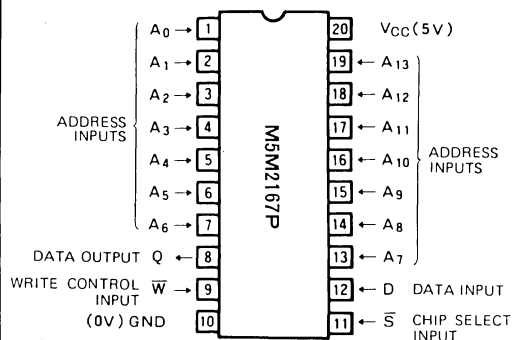 A0 → 1
A1 → 2
A2 → 3
A3 → 4
A4 → 5
A5 → 6
A6 → 7
ADDRESS
INPUTS
DATA OUTPUT Q ← 8
WRITE CONTROL
INPUT
W̅ → 9
(0V) GND 10
M5M2167P
20 VCC(5V)
19 ← A13
18 ← A12
17 ← A11
16 ← A10
15 ← A9
14 ← A8
13 ← A7
ADDRESS
INPUTS
12 ← D DATA INPUT
11 ← S̅ CHIP SELECT
INPUT